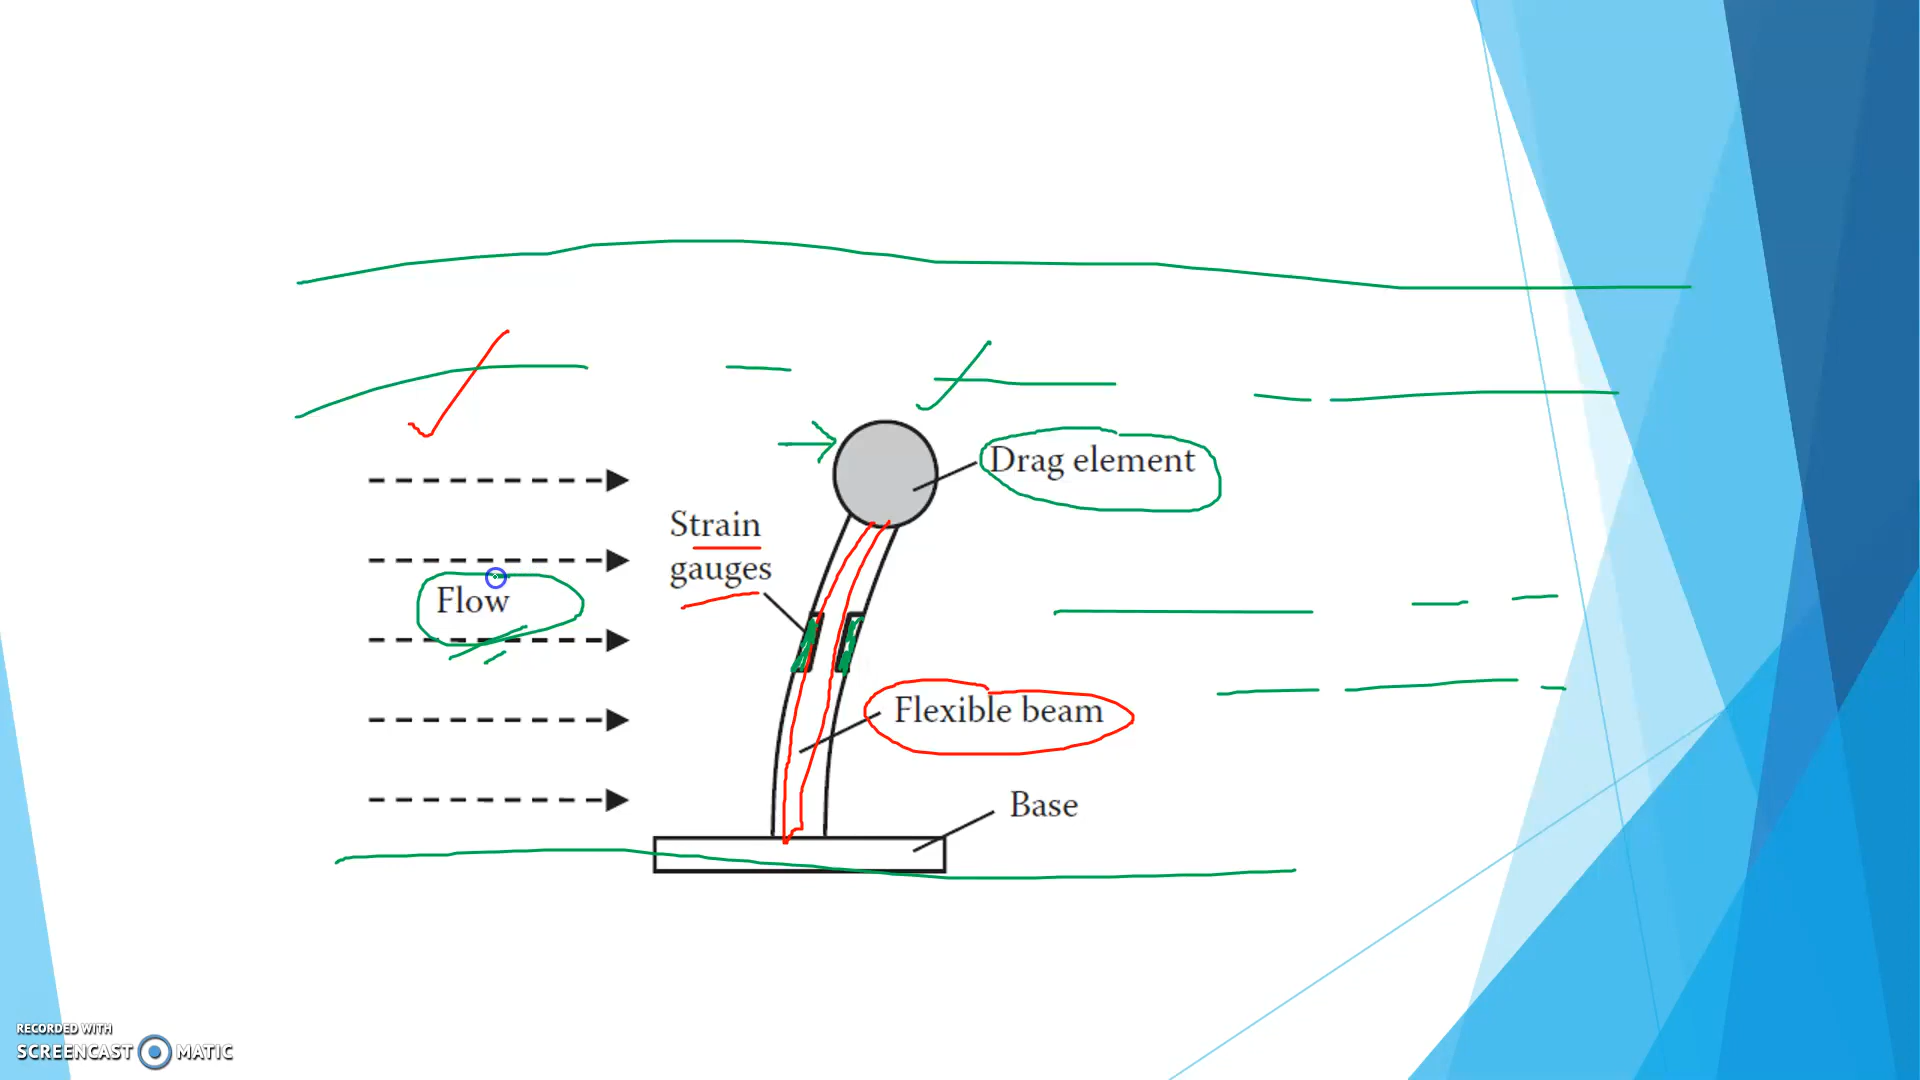 Drag element
Strain
gauges
Flow
Flexible beam
Base
RECORDED WITH
SCREENCAST MATIC